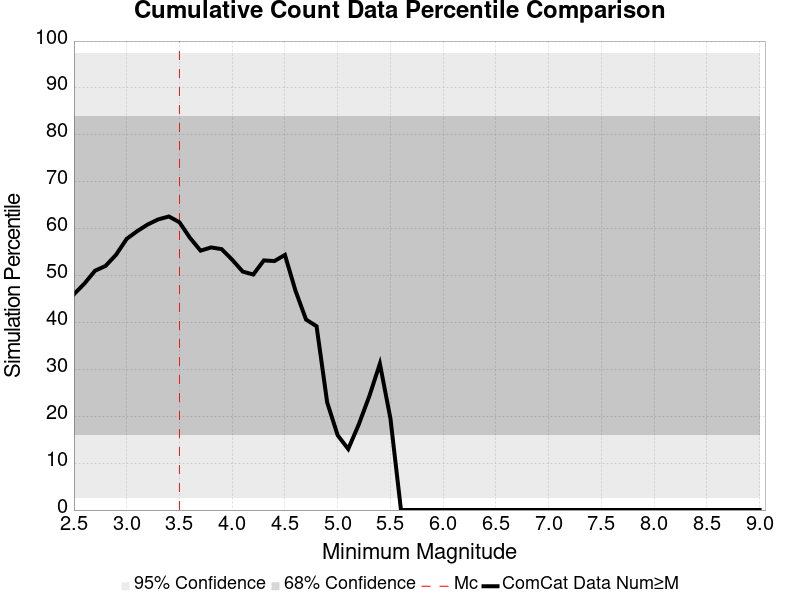 Cumulative Count Data Percentile Comparison
100
90
80
70
60
50
40
30
20
10
0
Simulation Percentile
2.5 3.0 3.5 4.0 4.5 5.0 5.5 6.0 6.5 7.0 7.5 8.0 8.5 9.0
Minimum Magnitude
95% Confidence 68% Confidence Mc ComCat Data Num≥M